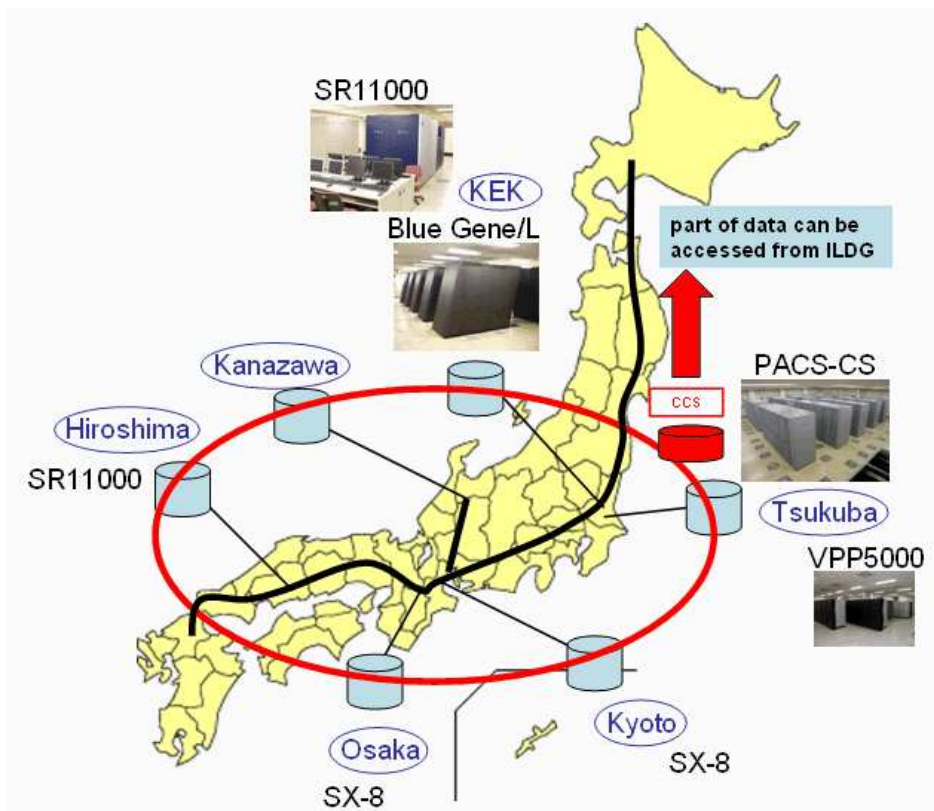 SR11000
KEK
Blue Gene/L
part of data can be
accessed from ILDG
Kanazawa
PACS-CS
CCS
Hiroshima
SR11000
Tsukuba
VPP5000
Kyoto
SX-8
Osaka
SX-8